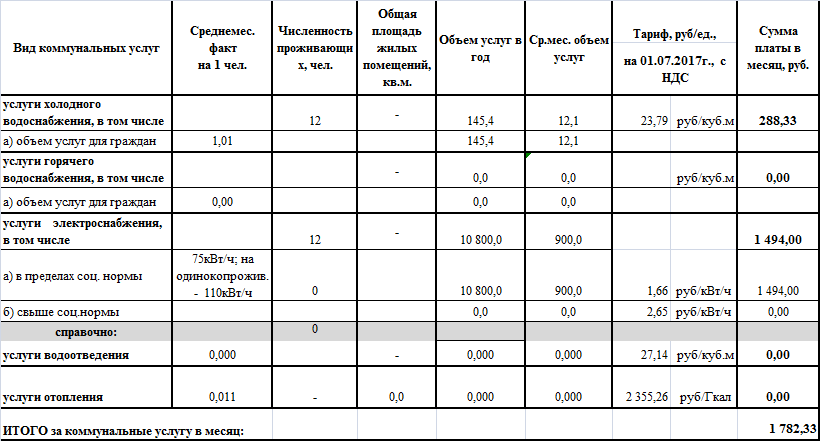 Вид коммунальных услуг
Среднемес.
факт
на 1 чел.
Численность
проживающи
х, чел.
Общая
площадь
жилых
помещений,
кв.м.
Объем услуг в
год
Ср.мес. объем
услуг
Тариф, руб/ед.,
на 01.07.2017г., с
НДС
Сумма
платы в
месяц, руб.
услуги холодного
водоснабжения, в том числе
12 - 145,4 12,1 23,79 руб/куб.м 288,33
а) объем услуг для граждан 1,01 145,4 12,1
услуги горячего
водоснабжения, в том числе
- 0,0 0,0 руб/куб.м 0,00
а) объем услуг для граждан 0,00 0,0 0,0
услуги электроснабжения,
в том числе
12 - 10 800,0 900,0 1 494,00
а) в пределах соц. нормы
75кВт/ч; на
одинокопрожив.
- 110кВт/ч
0 10 800,0 900,0 1,66 руб/кВт/ч 1 494,00
б) свыше соц.нормы 0,0 0,0 2,65 руб/кВт/ч 0,00
справочно: 0
услуги водоотведения 0,000 - 0,000 0,000 27,14 руб/куб.м 0,00
услуги отопления 0,011 - 0,0 0,000 0,000 2 355,26 руб/Гкал 0,00
ИТОГО за коммунальные услугу в месяц: 1 782,33